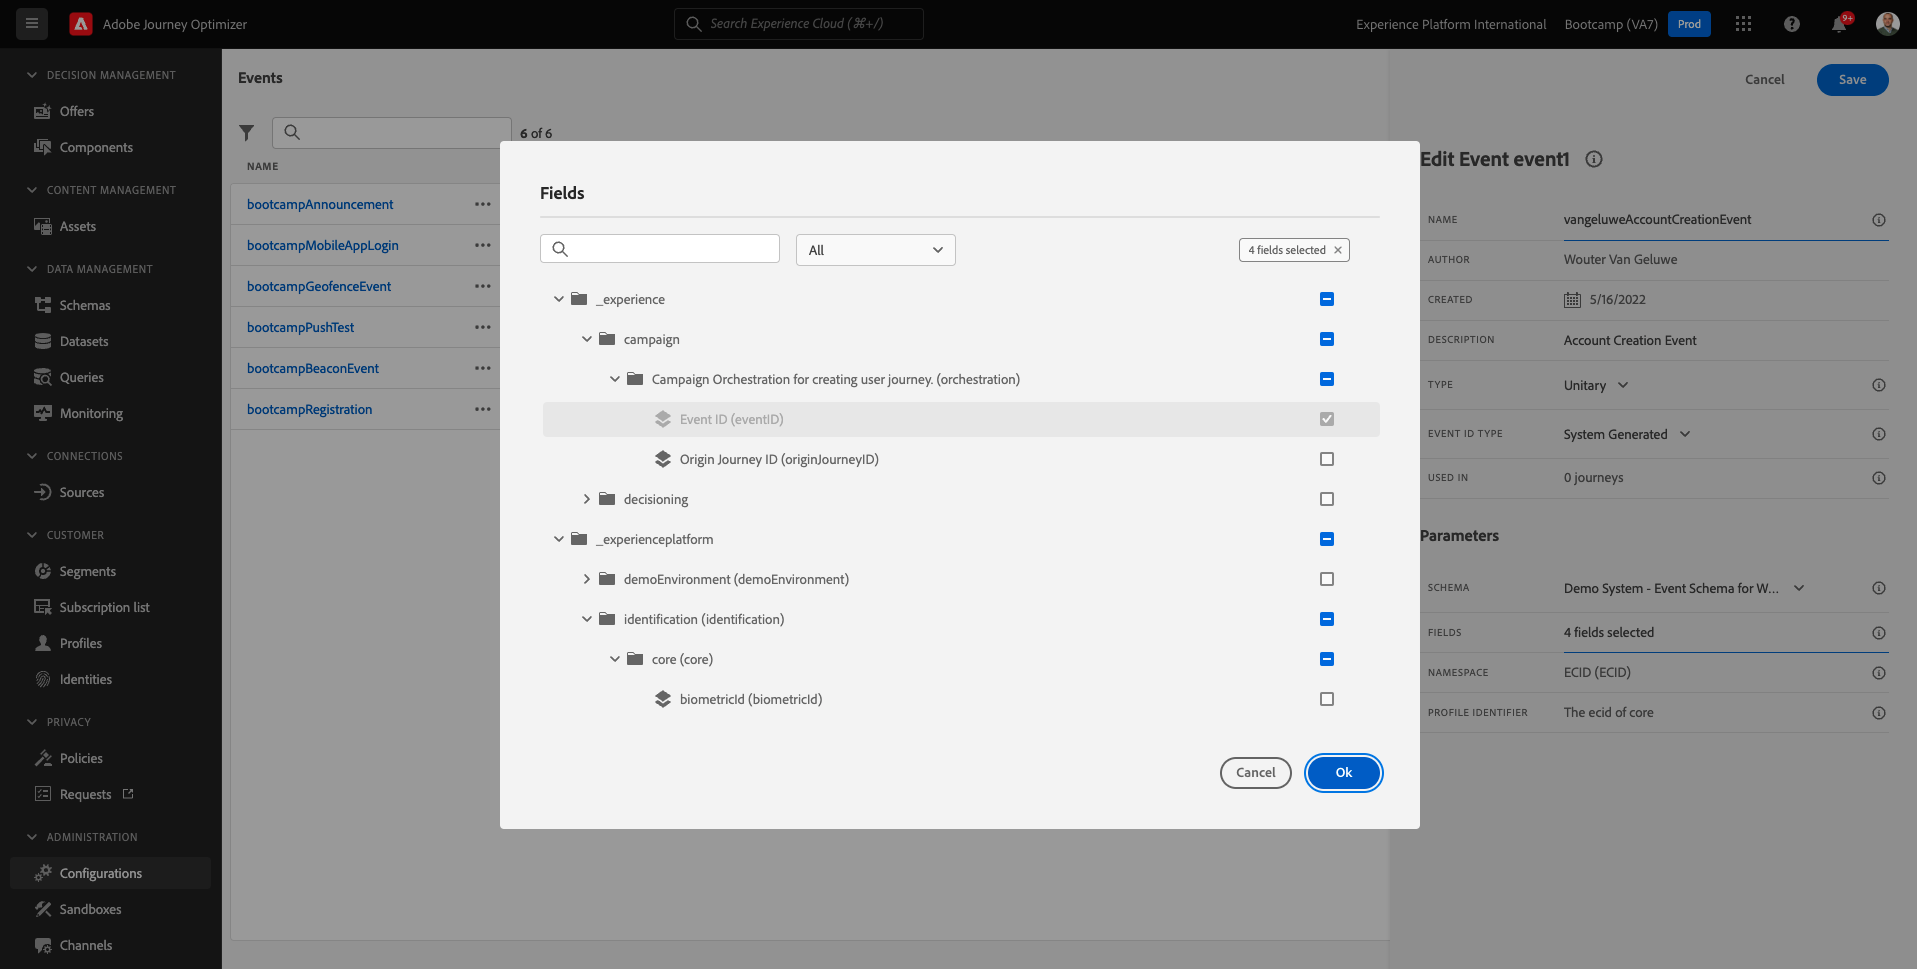 Adobe Journey Optimizer
Search Experience Cloud (⌘+/)
Experience Platform International
Bootcamp (VA7)
Prod
9+
DECISION MANAGEMENT
Offers
Components
CONTENT MANAGEMENT
Assets
DATA MANAGEMENT
Schemas
Datasets
Queries
Monitoring
CONNECTIONS
Sources
CUSTOMER
Segments
Subscription list
Profiles
Identities
PRIVACY
Policies
Requests
ADMINISTRATION
Configurations
Sandboxes
Channels
Events
6 of 6
NAME
bootcampAnnouncement
bootcampMobileAppLogin
bootcampGeofenceEvent
bootcampPushTest
bootcampBeaconEvent
bootcampRegistration
Fields
All
4 fields selected
_experience
campaign
Campaign Orchestration for creating user journey. (orchestration)
Event ID (eventID)
Origin Journey ID (originJourneyID)
decisioning
_experienceplatform
demoEnvironment (demoEnvironment)
identification (identification)
core (core)
biometricId (biometricId)
Cancel
Ok
Cancel
Save
Edit Event event1
NAME
vangeluweAccountCreationEvent
AUTHOR
Wouter Van Geluwe
CREATED
5/16/2022
DESCRIPTION
Account Creation Event
TYPE
Unitary
EVENT ID TYPE
System Generated
USED IN
0 journeys
Parameters
SCHEMA
Demo System - Event Schema for W...
FIELDS
4 fields selected
NAMESPACE
ECID (ECID)
PROFILE IDENTIFIER
The ecid of core